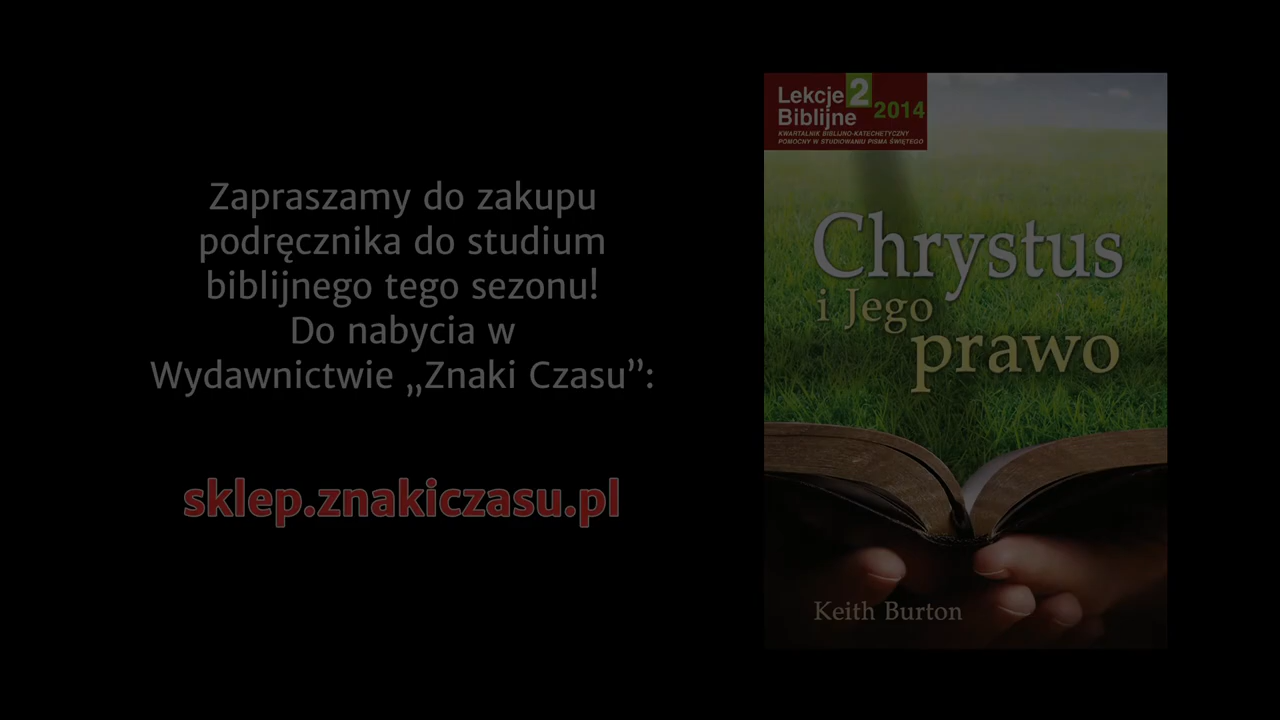 Zapraszamy do zakupu
podręcznika do studium
biblijnego tego sezonu!
Do nabycia w
Wydawnictwie „Znaki Czasu”:
sklep.znakiczasu.pl
Lekcje 2 2014
Biblijne
KWARTALNIK BIBLIJNO-KATECHETYCZNY
POMOCNY W STUDIOWANIU PISMA ŚWIĘTEGO
Chrystus
i Jego
prawo
Keith Burton